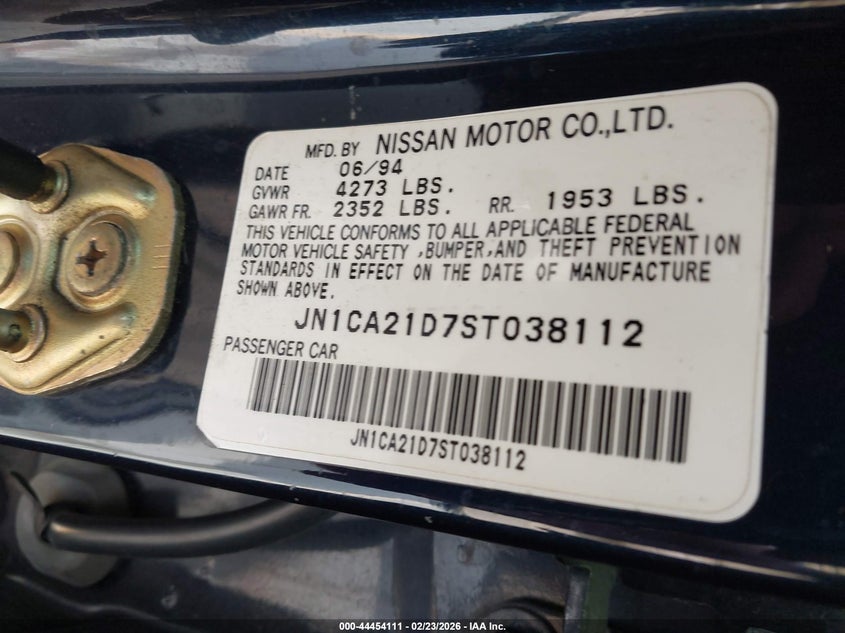 MFD. BY NISSAN MOTOR CO.,LTD.
DATE 06/94
GVWR 4273 LBS.
GAWR FR. 2352 LBS. RR. 1953 LBS.
THIS VEHICLE CONFORMS TO ALL APPLICABLE FEDERAL
MOTOR VEHICLE SAFETY ,BUMPER,AND THEFT PREVENTION
STANDARDS IN EFFECT ON THE DATE OF MANUFACTURE
SHOWN ABOVE.
JN1CA21D7ST038112
PASSENGER CAR
JN1CA21D7ST038112
000-44454111 - 02/23/2026 - IAA Inc.